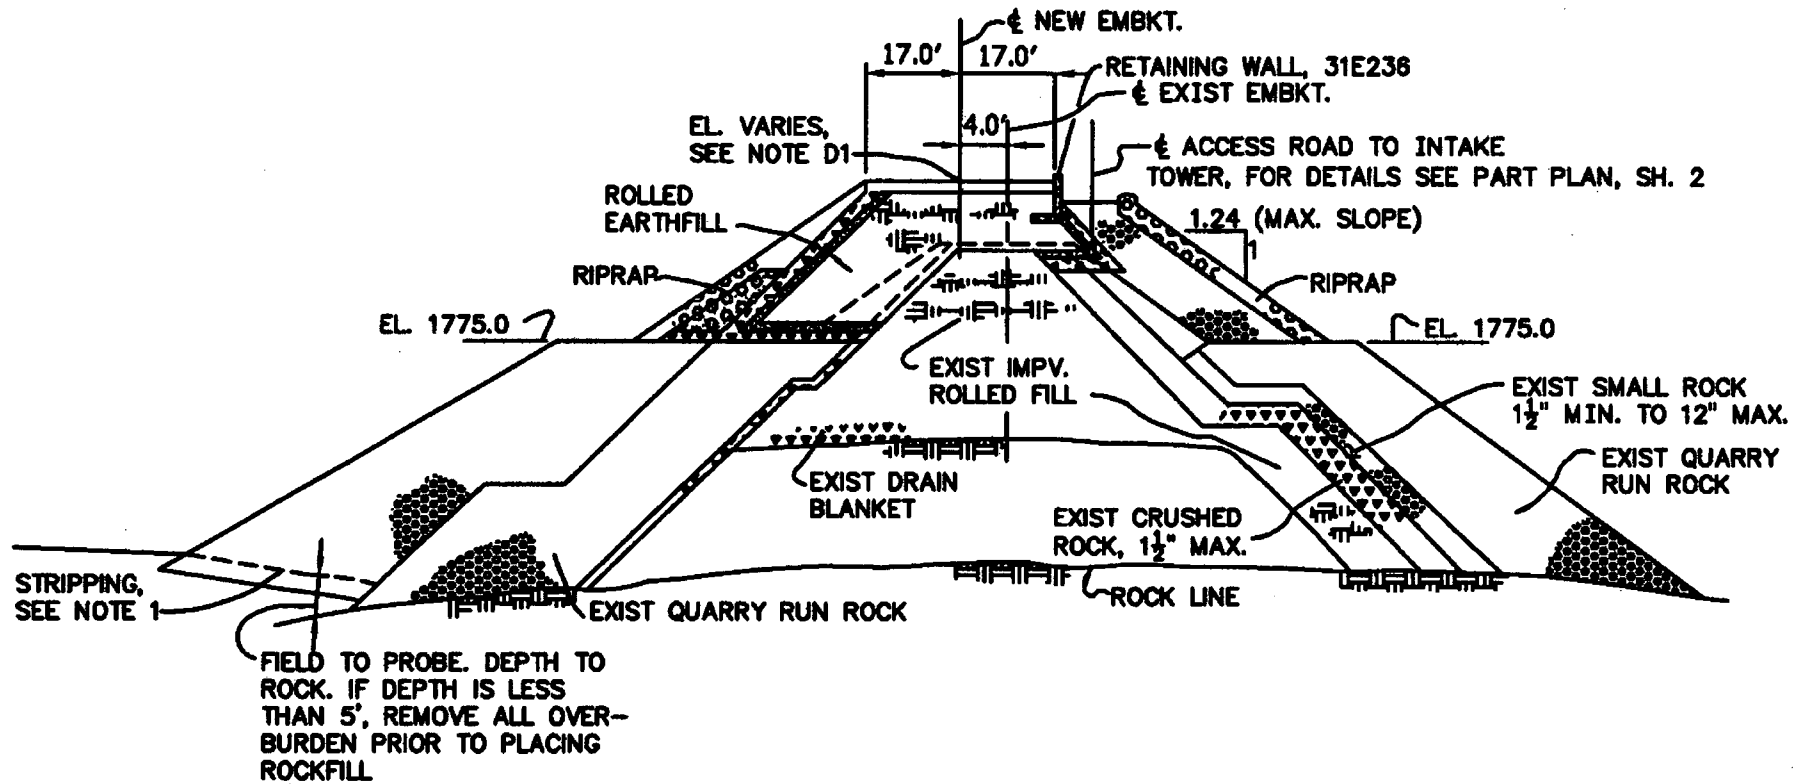 ℄ NEW EMBKT.
17.0'
17.0'
RETAINING WALL, 31E236
℄ EXIST EMBKT.
EL. VARIES,
SEE NOTE D1
4.0'
℄ ACCESS ROAD TO INTAKE
TOWER, FOR DETAILS SEE PART PLAN, SH. 2
ROLLED
EARTHFILL
1.24 (MAX. SLOPE)
1
RIPRAP
RIPRAP
EL. 1775.0
EL. 1775.0
EXIST IMPV.
ROLLED FILL
EXIST SMALL ROCK
1½" MIN. TO 12" MAX.
EXIST QUARRY
RUN ROCK
EXIST DRAIN
BLANKET
EXIST CRUSHED
ROCK, 1½" MAX.
STRIPPING,
SEE NOTE 1
EXIST QUARRY RUN ROCK
ROCK LINE
FIELD TO PROBE. DEPTH TO
ROCK. IF DEPTH IS LESS
THAN 5', REMOVE ALL OVER-
BURDEN PRIOR TO PLACING
ROCKFILL